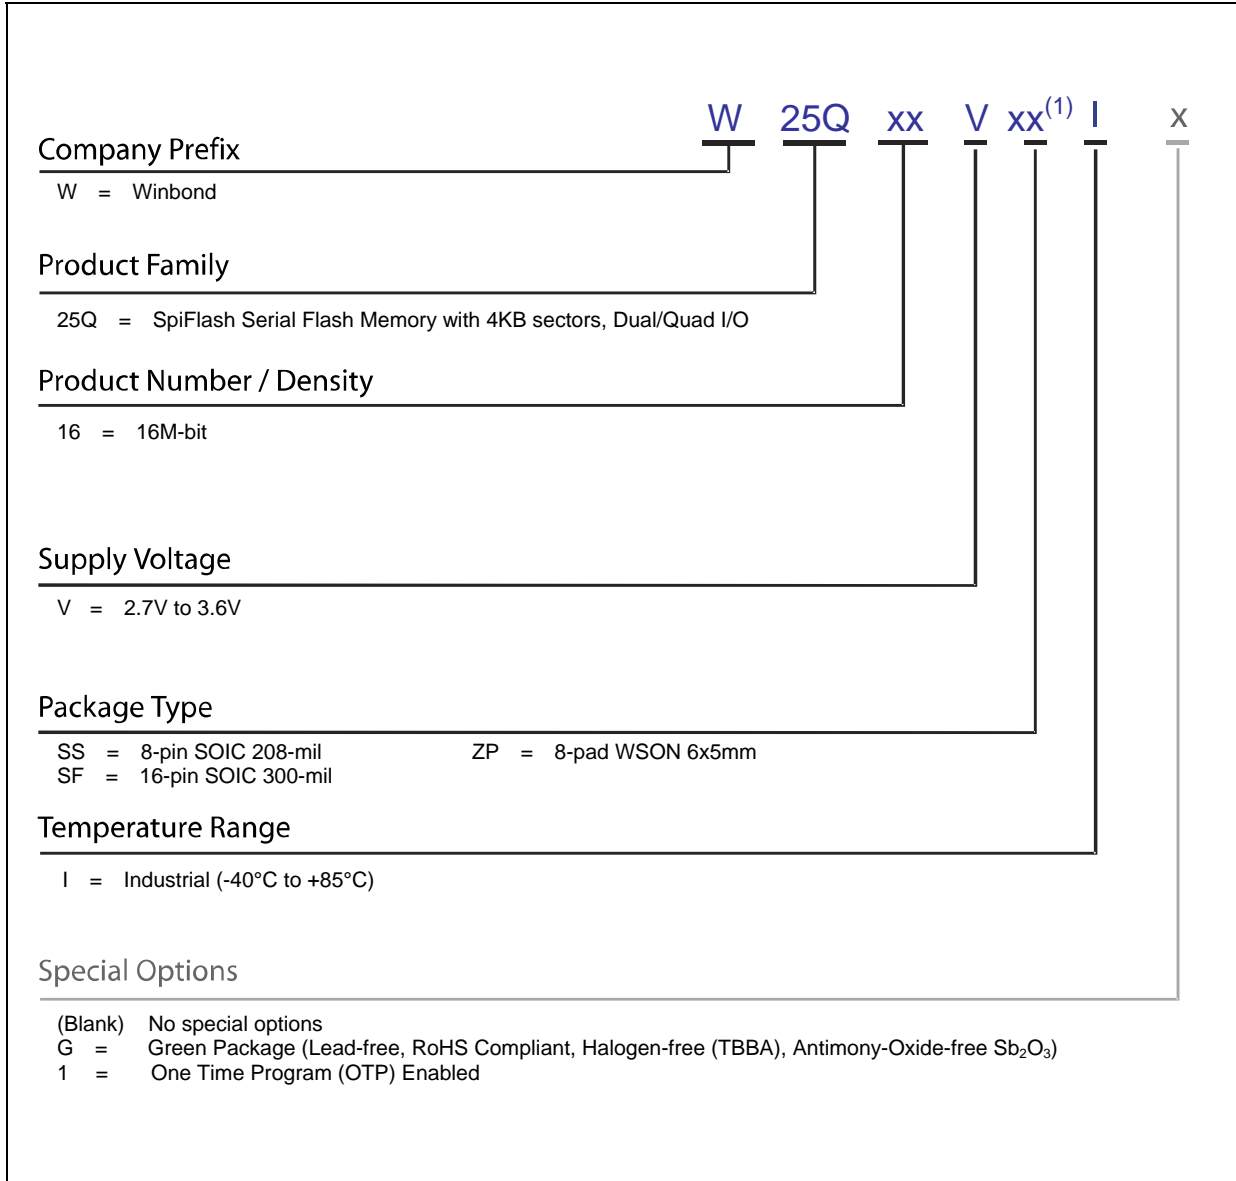 W 25Q xx V xx(1) I x
Company Prefix
W = Winbond
Product Family
25Q = SpiFlash Serial Flash Memory with 4KB sectors, Dual/Quad I/O
Product Number / Density
16 = 16M-bit
Supply Voltage
V = 2.7V to 3.6V
Package Type
SS = 8-pin SOIC 208-mil ZP = 8-pad WSON 6x5mm
SF = 16-pin SOIC 300-mil
Temperature Range
I = Industrial (-40°C to +85°C)
Special Options
(Blank) No special options
G = Green Package (Lead-free, RoHS Compliant, Halogen-free (TBBA), Antimony-Oxide-free Sb₂O₃)
1 = One Time Program (OTP) Enabled